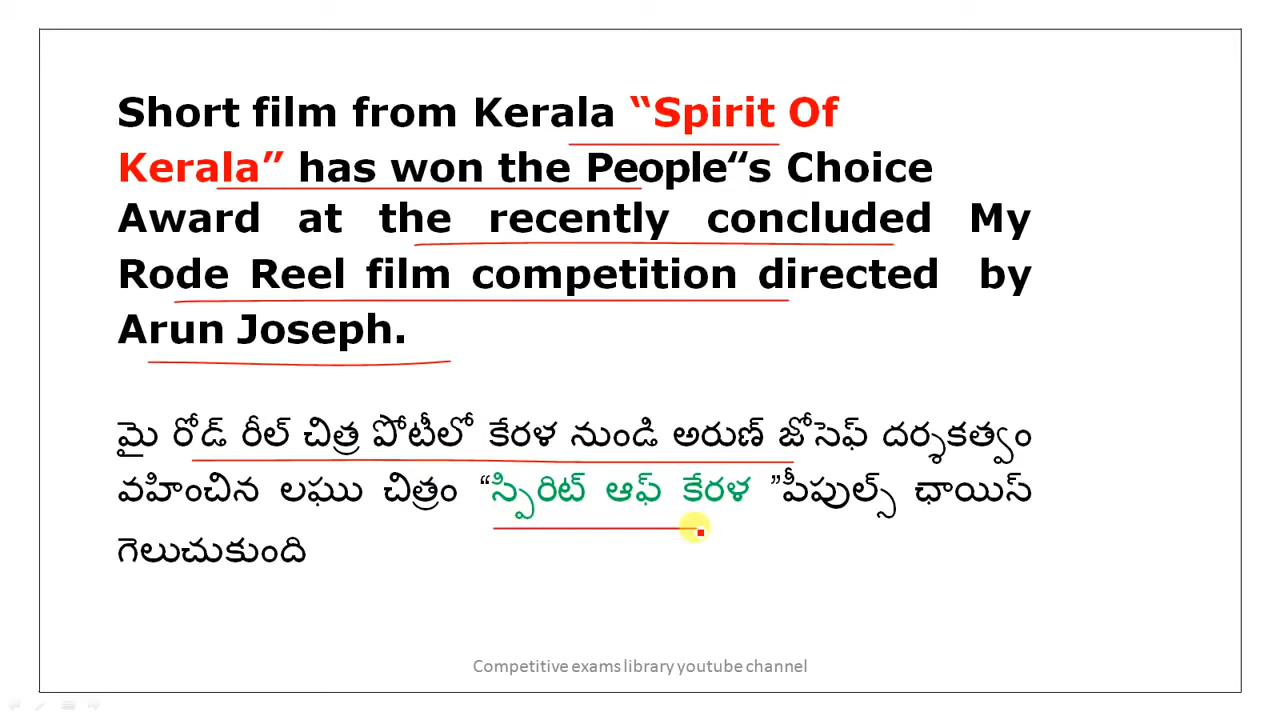 Short film from Kerala “Spirit Of
Kerala” has won the People“s Choice
Award at the recently concluded My
Rode Reel film competition directed by
Arun Joseph.
మై రోడ్ రీల్ చిత్ర పోటీలో కేరళ నుండి అరుణ్ జోసెఫ్ దర్శకత్వం
వహించిన లఘు చిత్రం “స్పిరిట్ ఆఫ్ కేరళ ”పీపుల్స్ ఛాయిస్
గెలుచుకుంది
Competitive exams library youtube channel